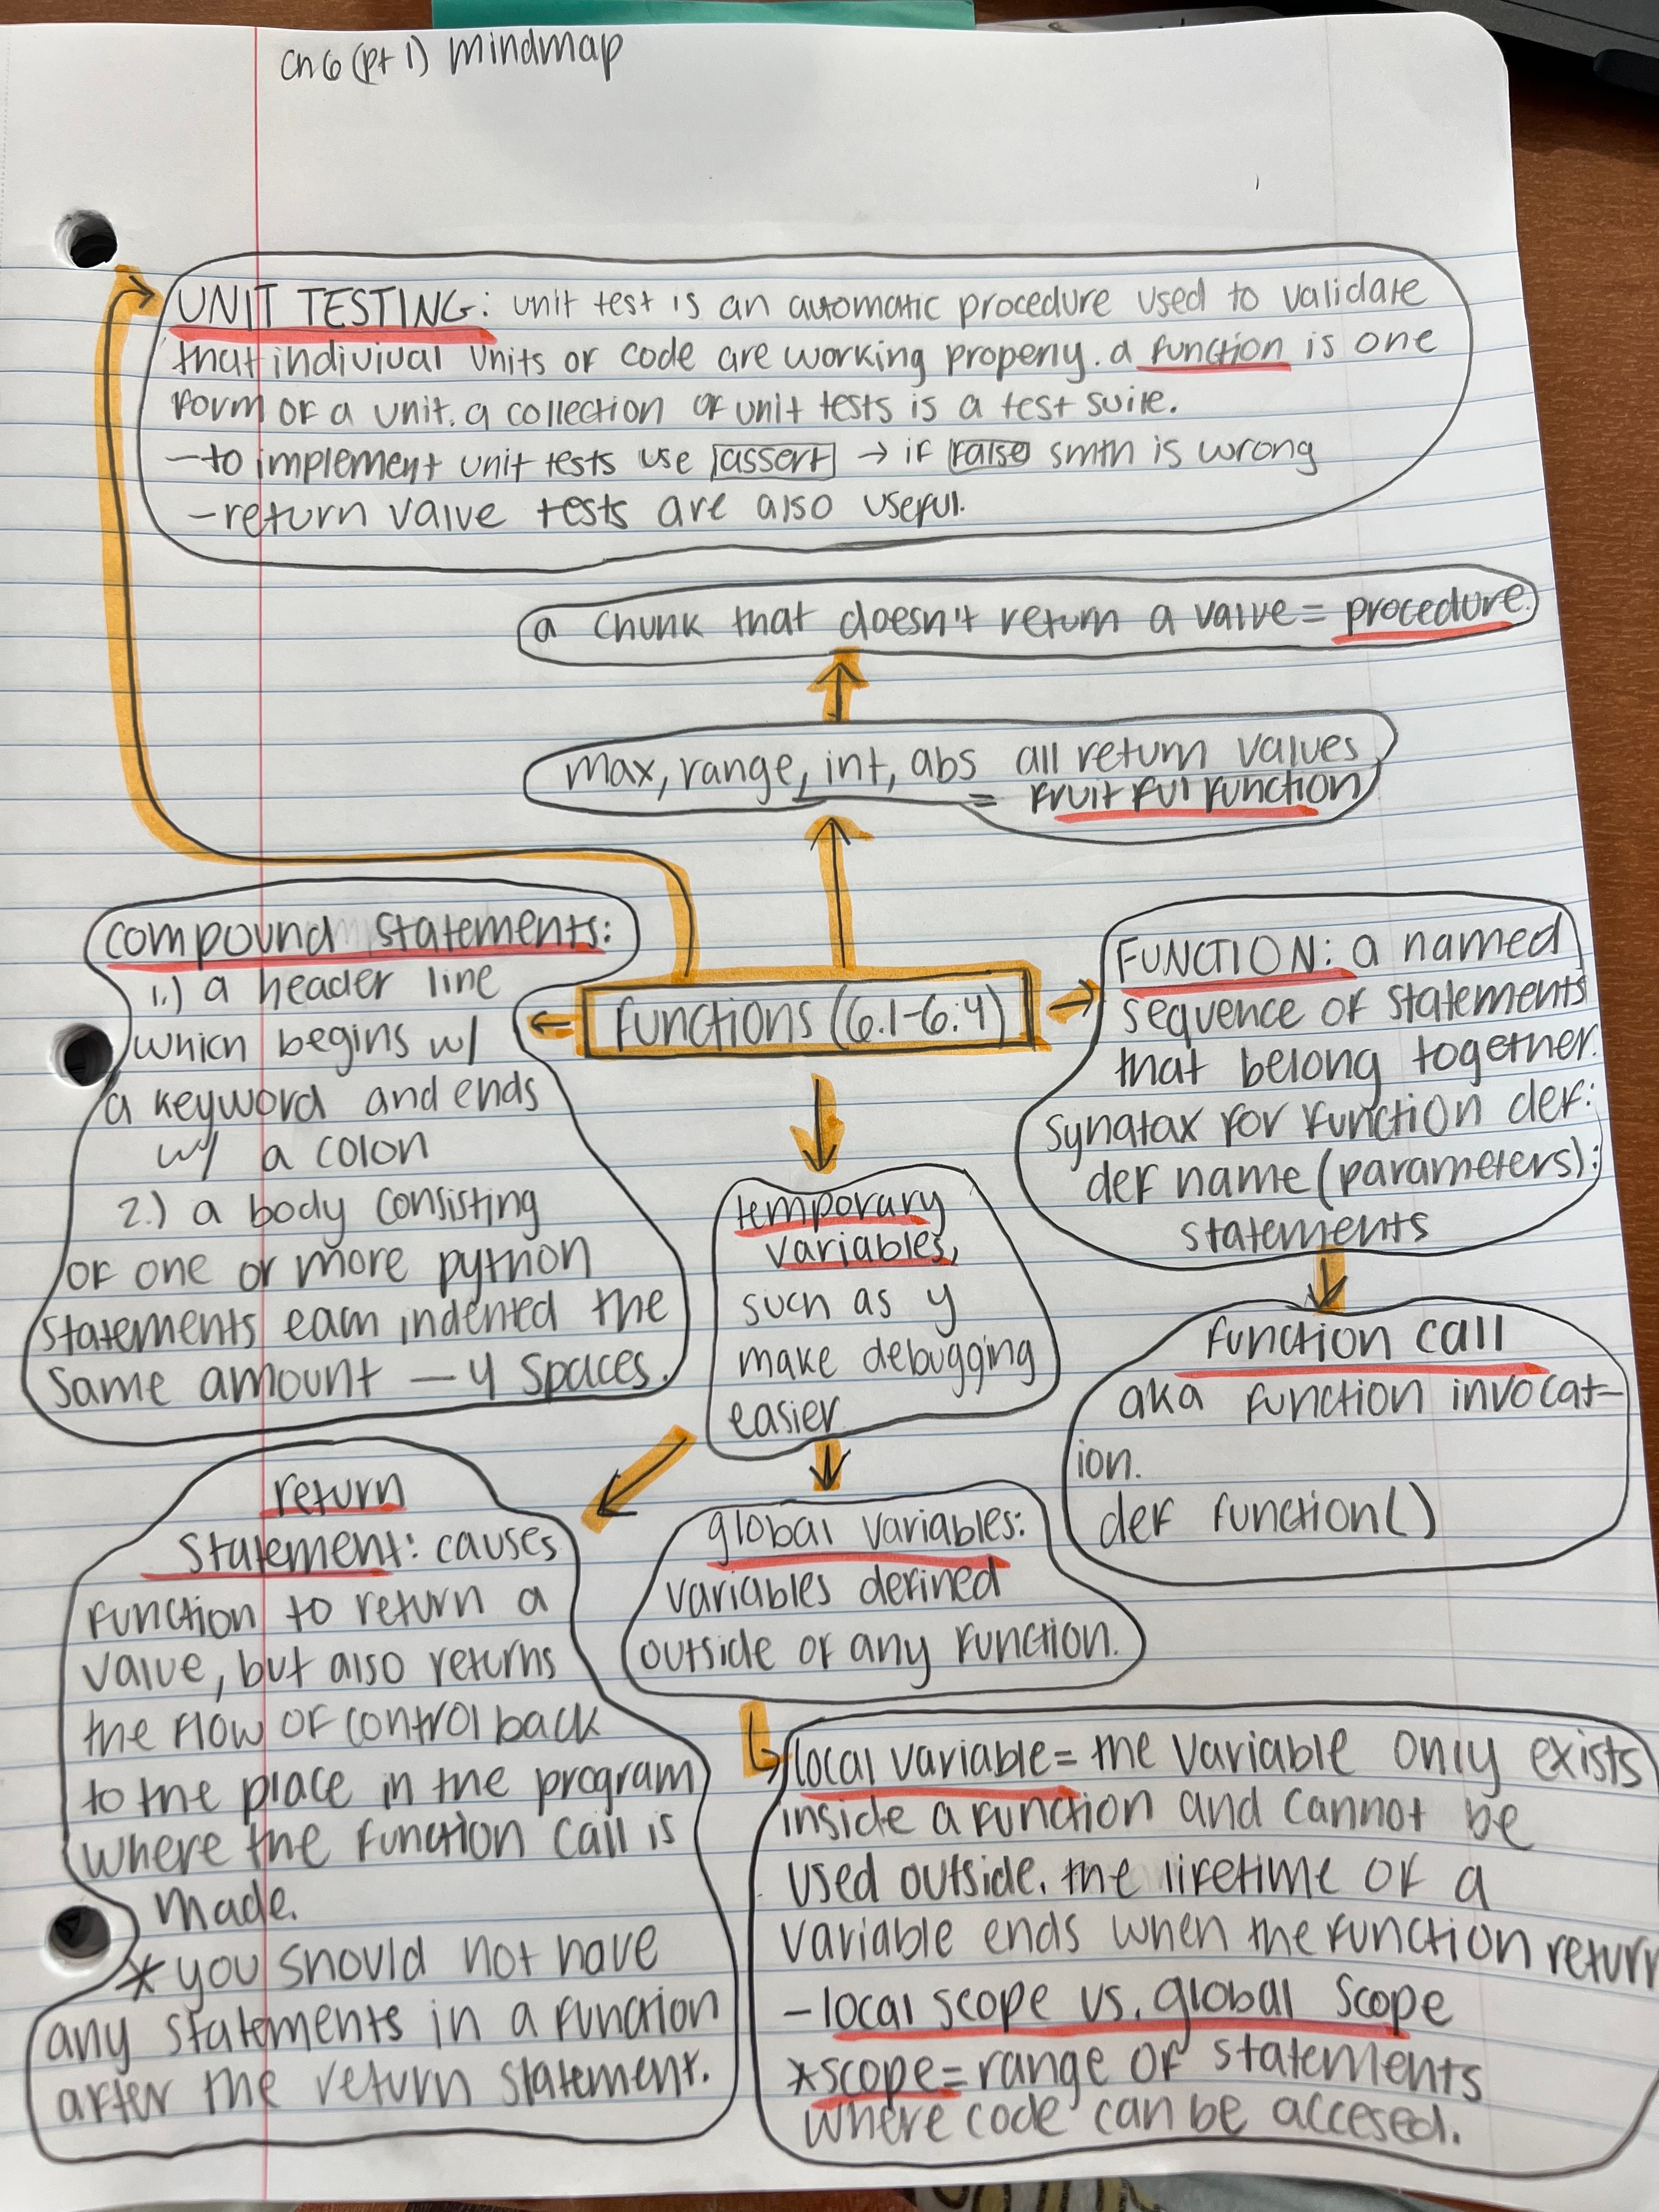 Ch 6 (pt 1) mindmap
UNIT TESTING: unit test is an automatic procedure used to validate
that indiviual units of code are working properly. a function is one
form of a unit. a collection of unit tests is a test suite.
- to implement unit tests use assert → if false smth is wrong
- return value tests are also useful.
a chunk that doesn't return a value = procedure.
max, range, int, abs all return values
= fruitful function
compound statements:
1.) a header line
which begins w/
a keyword and ends
w/ a colon
2.) a body consisting
of one or more python
statements each indented the
same amount — 4 spaces.
functions (6.1-6.4)
FUNCTION: a named
sequence of statements
that belong together.
synatax for function def:
def name (parameters):
statements
temporary
variables,
such as y
make debugging
easier
function call
aka function invocat-
ion.
def function()
return
statement: causes
function to return a
value, but also returns
the flow of control back
to the place in the program
where the function call is
made.
* you should not have
any statements in a function
after the return statement.
global variables:
variables defined
outside of any function.
local variable = the variable only exists
inside a function and cannot be
used outside. the lifetime of a
variable ends when the function return
- local scope vs. global scope
* scope = range of statements
where code can be accesed.